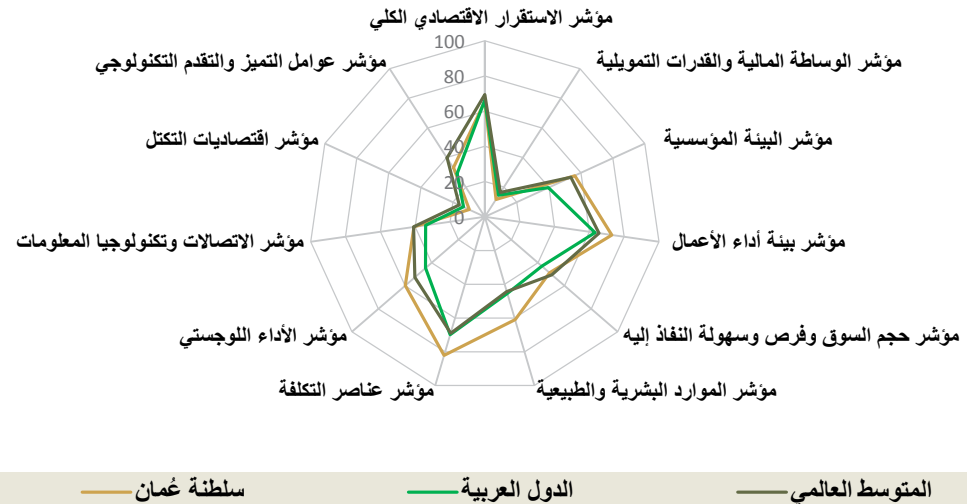 مؤشر الاستقرار الاقتصادي الكلي
مؤشر الوساطة المالية والقدرات التمويلية
مؤشر البيئة المؤسسية
مؤشر بيئة أداء الأعمال
مؤشر حجم السوق وفرص وسهولة النفاذ إليه
مؤشر الموارد البشرية والطبيعية
مؤشر عناصر التكلفة
مؤشر الأداء اللوجستي
مؤشر الاتصالات وتكنولوجيا المعلومات
مؤشر اقتصاديات التكتل
مؤشر عوامل التميز والتقدم التكنولوجي
100
80
60
40
20
0
المتوسط العالمي
الدول العربية
سلطنة عُمان